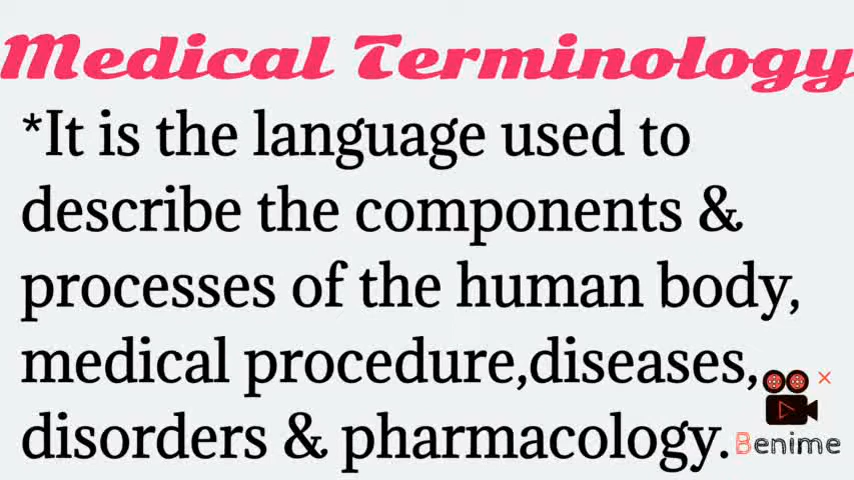 Medical Terminology
*It is the language used to
describe the components &
processes of the human body,
medical procedure,diseases,
disorders & pharmacology.
Benime